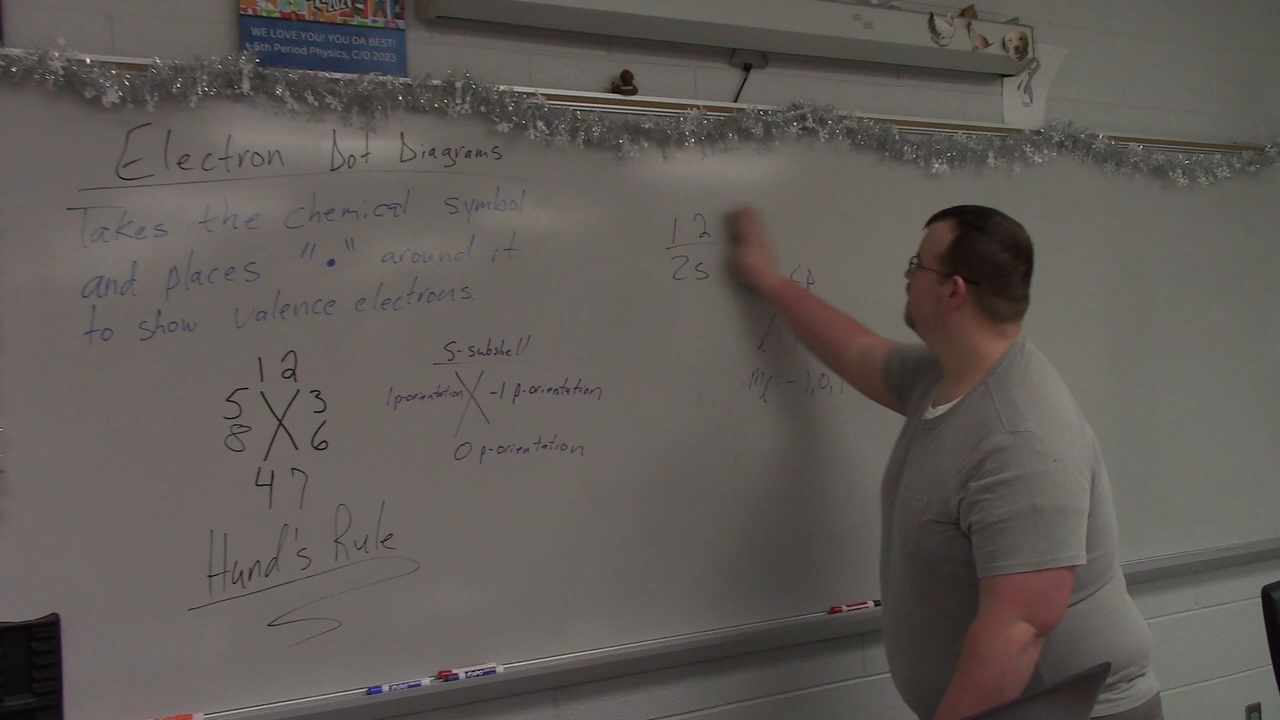 WE LOVE YOU! YOU DA BEST!
5th Period Physics, C/O 2023
Electron Dot Diagrams
Takes the chemical symbol
and places "•" around it
to show valence electrons.
1 2
5 3
8 6
4 7
Hund's Rule
S-subshell
1 p-orientation -1 p-orientation
0 p-orientation
1 2
2s
l